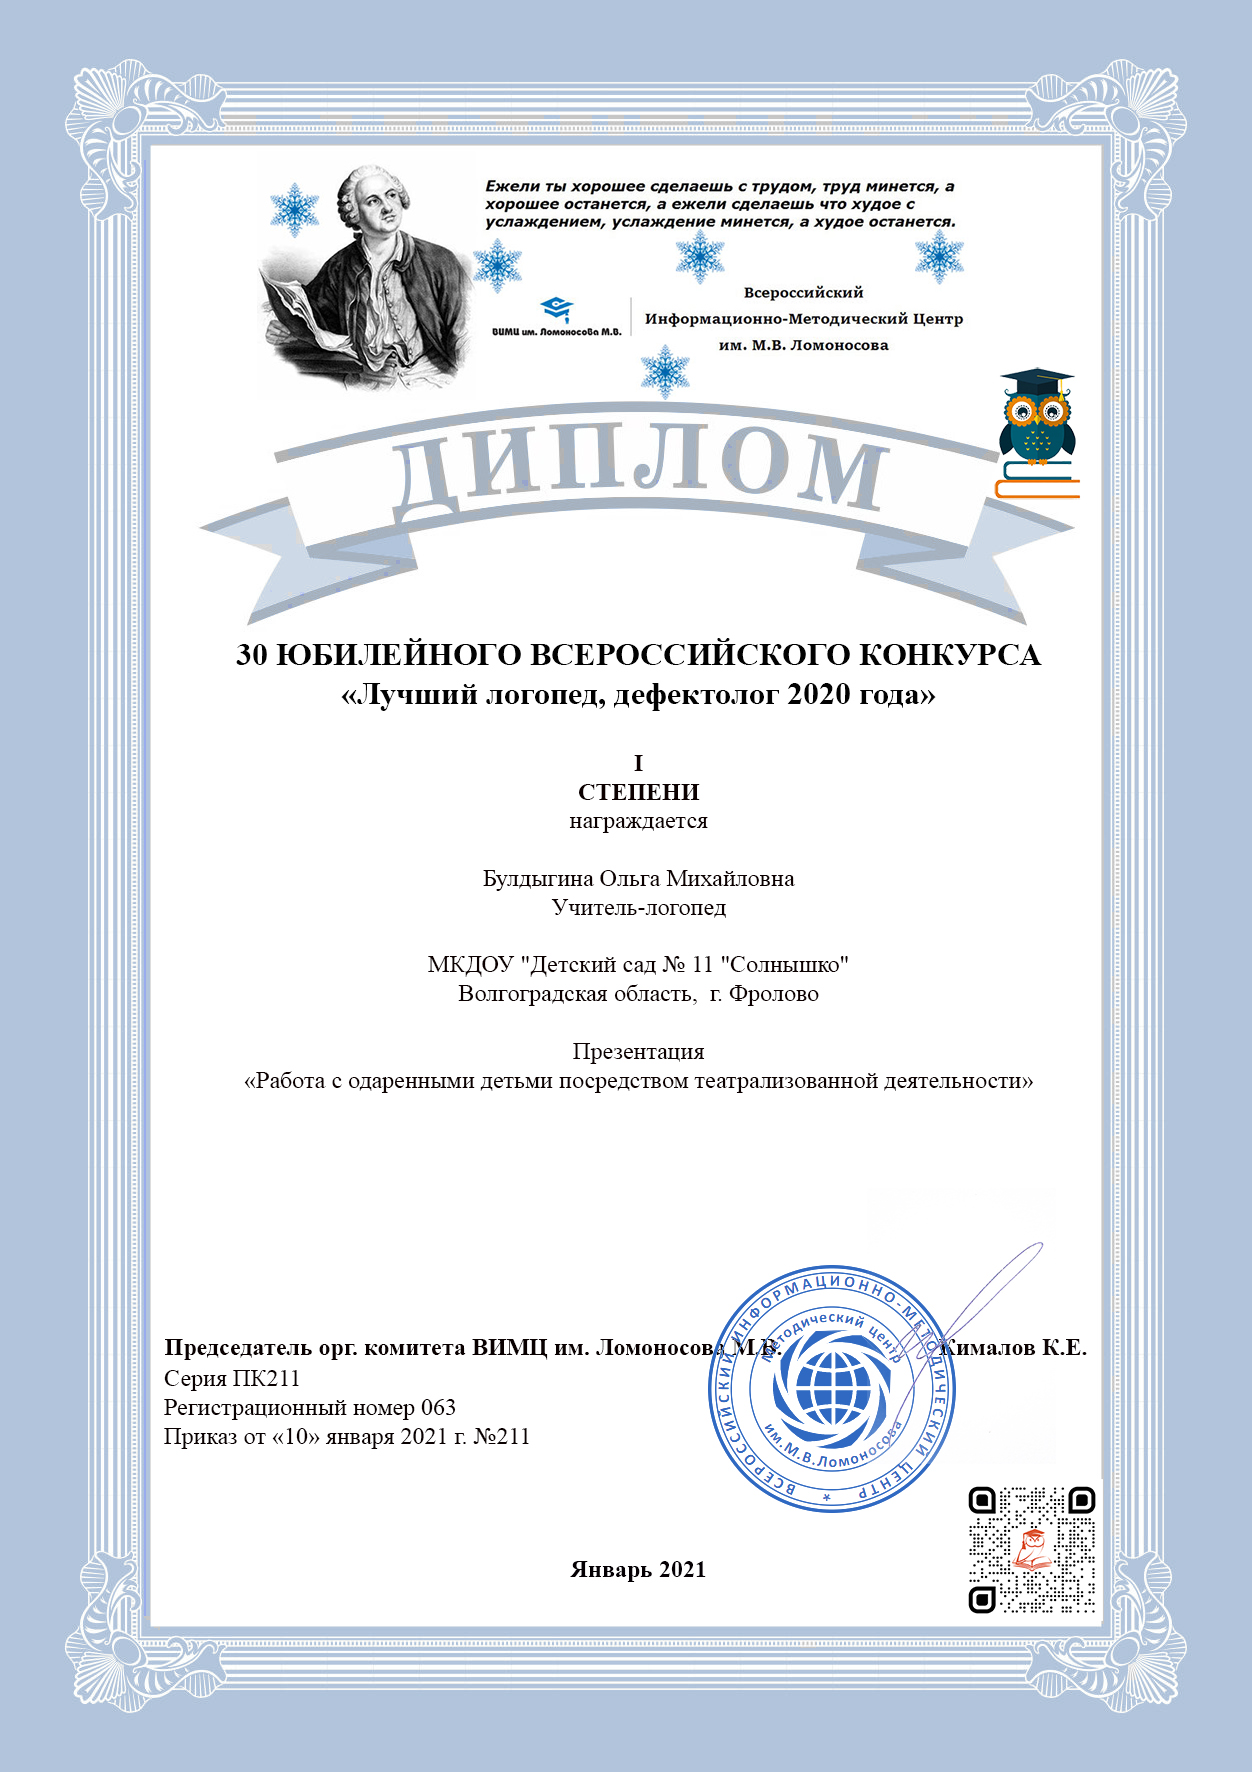 Ежели ты хорошее сделаешь с трудом, труд минется, а
хорошее останется, а ежели сделаешь что худое с
услаждением, услаждение минется, а худое останется.
ВИМЦ им. Ломоносова М.В.
Всероссийский
Информационно-Методический Центр
им. М.В. Ломоносова
ДИПЛОМ
30 ЮБИЛЕЙНОГО ВСЕРОССИЙСКОГО КОНКУРСА
«Лучший логопед, дефектолог 2020 года»
I
СТЕПЕНИ
награждается
Булдыгина Ольга Михайловна
Учитель-логопед
МКДОУ "Детский сад № 11 "Солнышко"
Волгоградская область,  г. Фролово
Презентация
«Работа с одаренными детьми посредством театрализованной деятельности»
Председатель орг. комитета ВИМЦ им. Ломоносова М.В. Кималов К.Е.
Серия ПК211
Регистрационный номер 063
Приказ от «10» января 2021 г. №211
ВСЕРОССИЙСКИЙ ИНФОРМАЦИОННО-МЕТОДИЧЕСКИЙ ЦЕНТР *
Методический центр
им.М.В.Ломоносова
Январь 2021